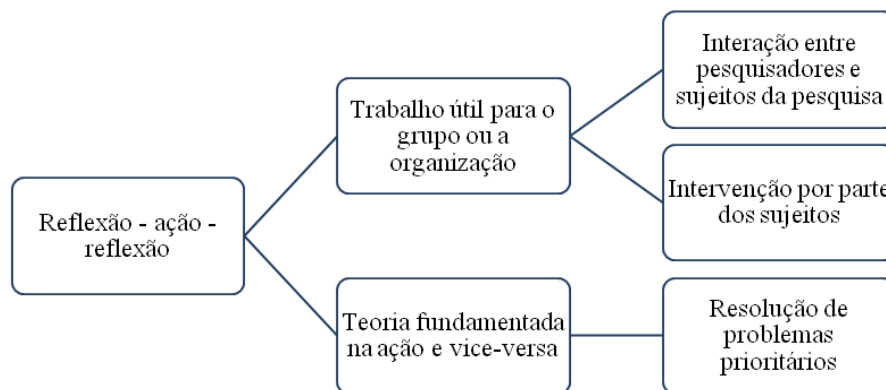 Reflexão - ação -
reflexão
Trabalho útil para o
grupo ou a
organização
Interação entre
pesquisadores e
sujeitos da pesquisa
Intervenção por parte
dos sujeitos
Teoria fundamentada
na ação e vice-versa
Resolução de
problemas
prioritários